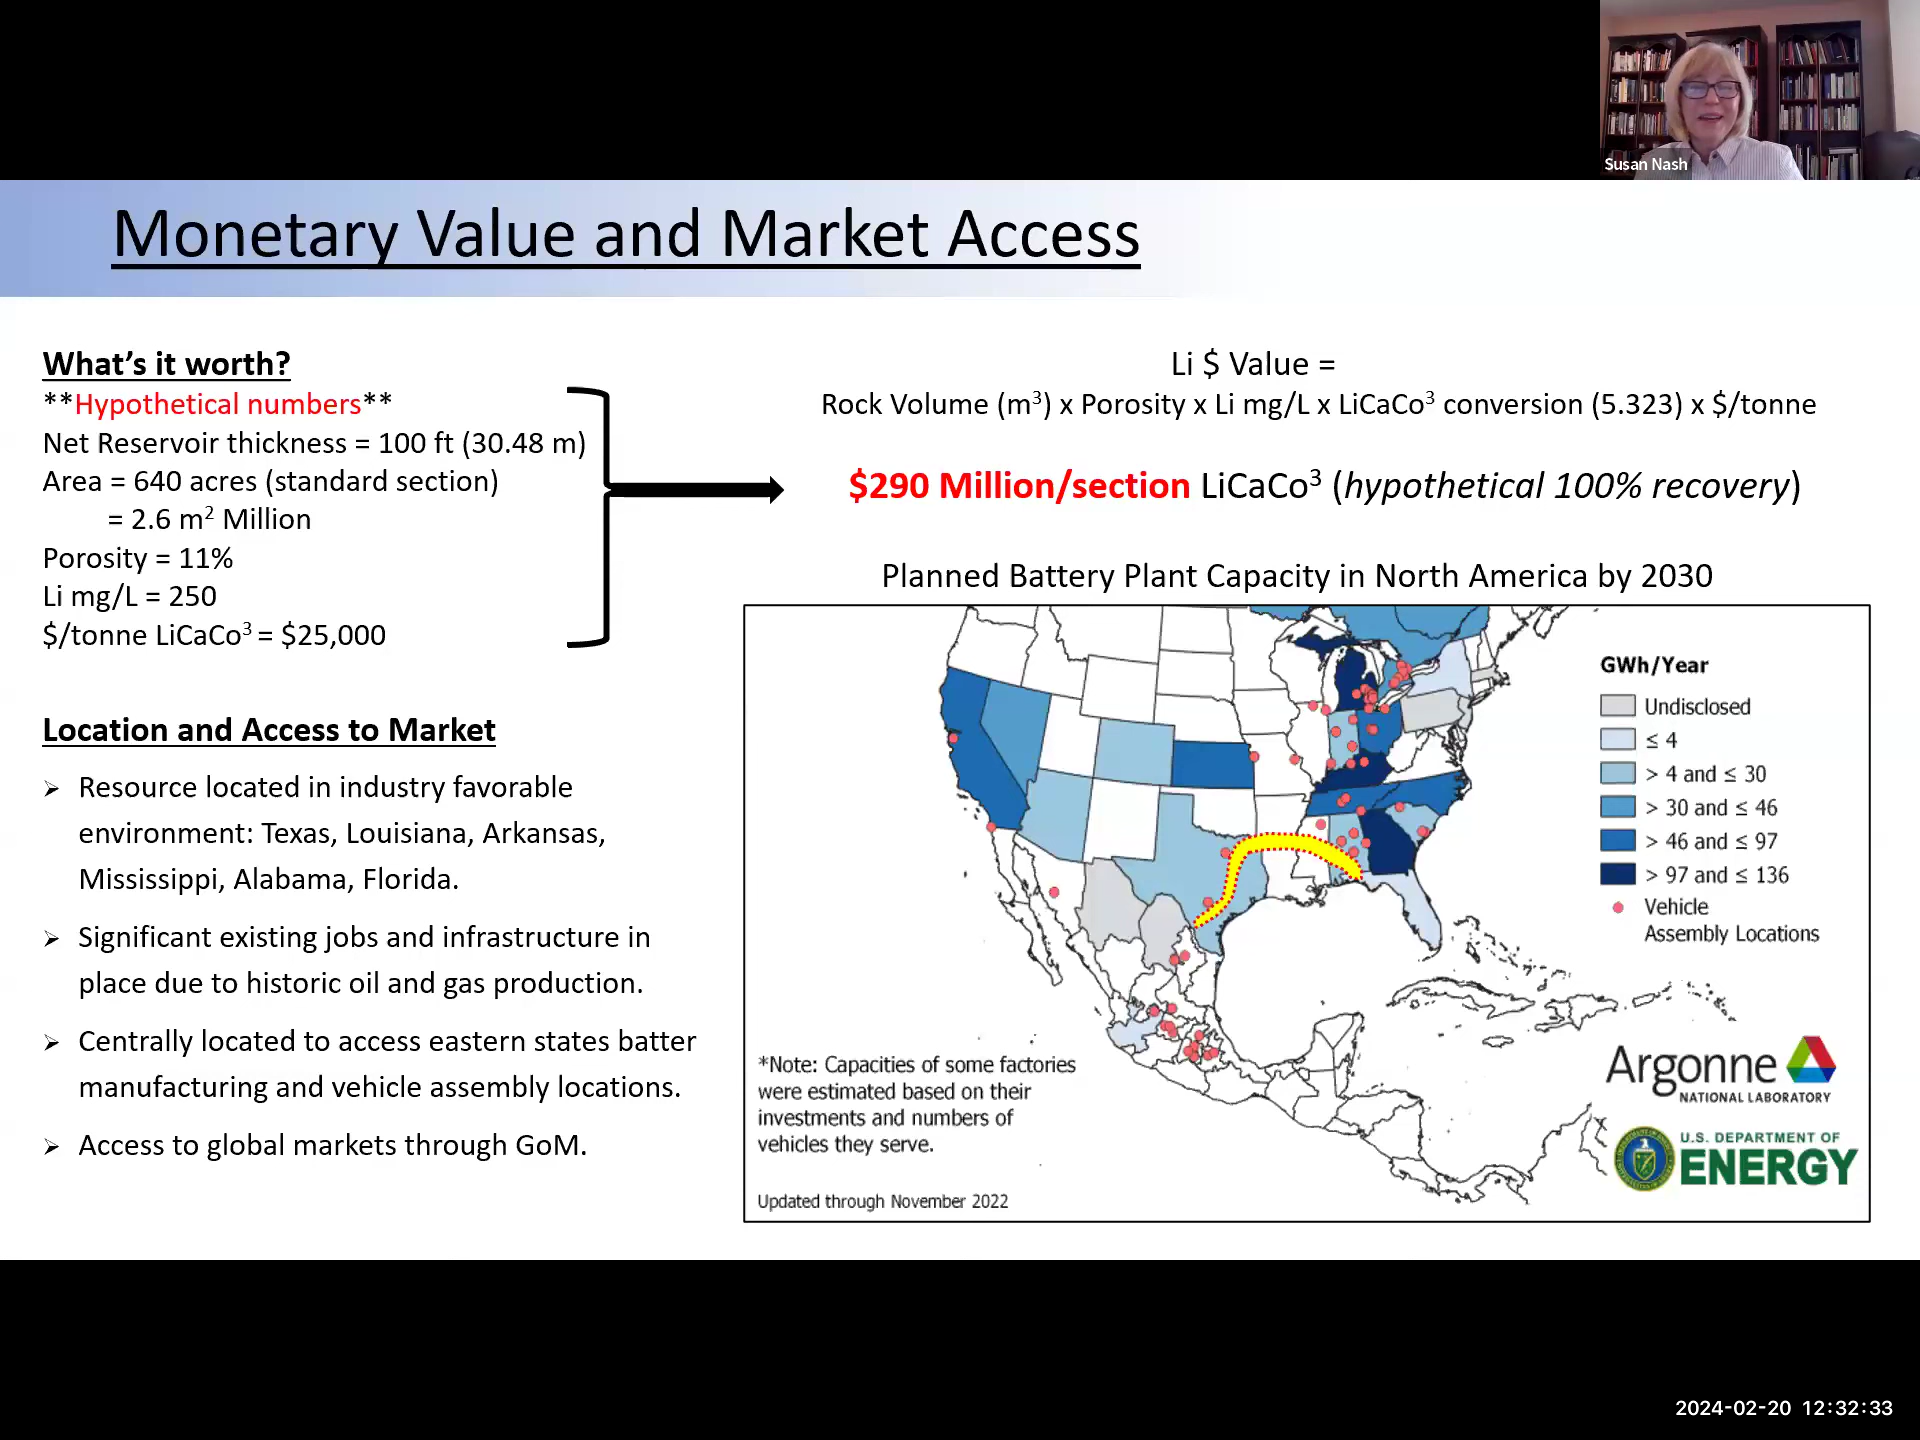 Susan Nash
Monetary Value and Market Access
What's it worth?
**Hypothetical numbers**
Net Reservoir thickness = 100 ft (30.48 m)
Area = 640 acres (standard section)
= 2.6 m² Million
Porosity = 11%
Li mg/L = 250
$/tonne LiCaCo³ = $25,000
Li $ Value =
Rock Volume (m³) x Porosity x Li mg/L x LiCaCo³ conversion (5.323) x $/tonne
$290 Million/section LiCaCo³ (hypothetical 100% recovery)
Location and Access to Market
➢ Resource located in industry favorable
environment: Texas, Louisiana, Arkansas,
Mississippi, Alabama, Florida.
➢ Significant existing jobs and infrastructure in
place due to historic oil and gas production.
➢ Centrally located to access eastern states batter
manufacturing and vehicle assembly locations.
➢ Access to global markets through GoM.
Planned Battery Plant Capacity in North America by 2030
GWh/Year
Undisclosed
≤ 4
> 4 and ≤ 30
> 30 and ≤ 46
> 46 and ≤ 97
> 97 and ≤ 136
Vehicle
Assembly Locations
*Note: Capacities of some factories
were estimated based on their
investments and numbers of
vehicles they serve.
Updated through November 2022
Argonne
NATIONAL LABORATORY
U.S. DEPARTMENT OF
ENERGY
2024-02-20 12:32:33